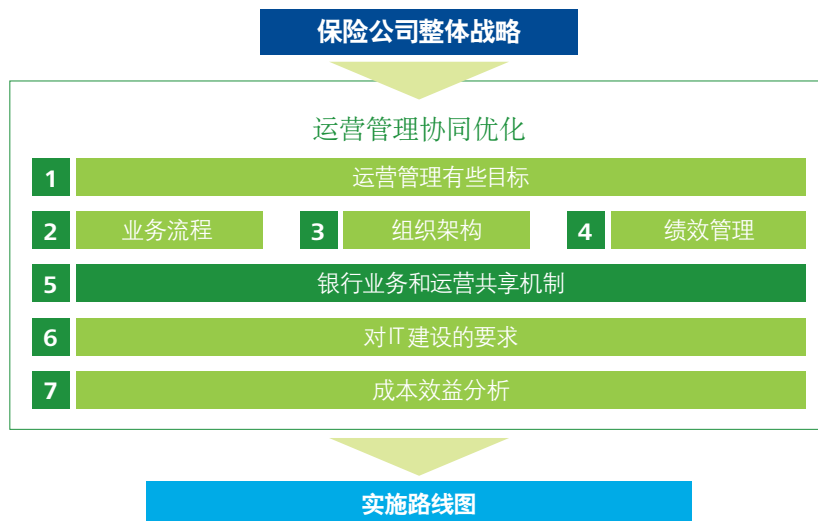 保险公司整体战略
运营管理协同优化
1 运营管理有些目标
2 业务流程 3 组织架构 4 绩效管理
5 银行业务和运营共享机制
6 对IT建设的要求
7 成本效益分析
实施路线图